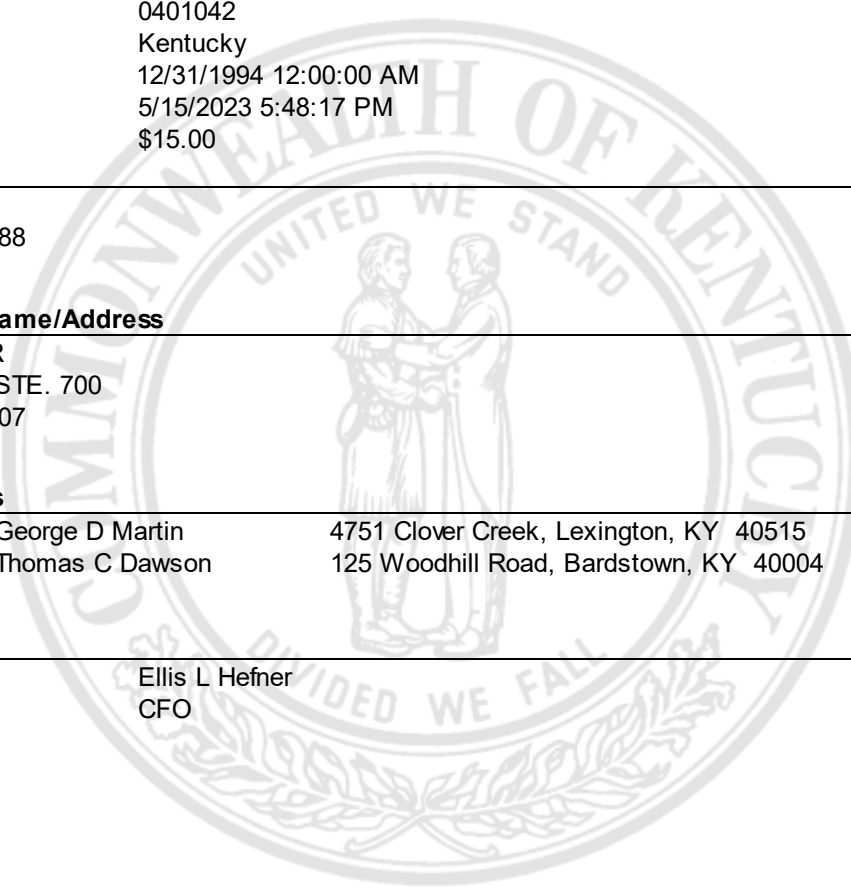 0401042
Kentucky
12/31/1994 12:00:00 AM
5/15/2023 5:48:17 PM
$15.00
88
ame/Address
R
STE. 700
07
s
George D Martin 4751 Clover Creek, Lexington, KY 40515
Thomas C Dawson 125 Woodhill Road, Bardstown, KY 40004
Ellis L Hefner
CFO
COMMONWEALTH OF KENTUCKY
UNITED WE STAND
DIVIDED WE FALL